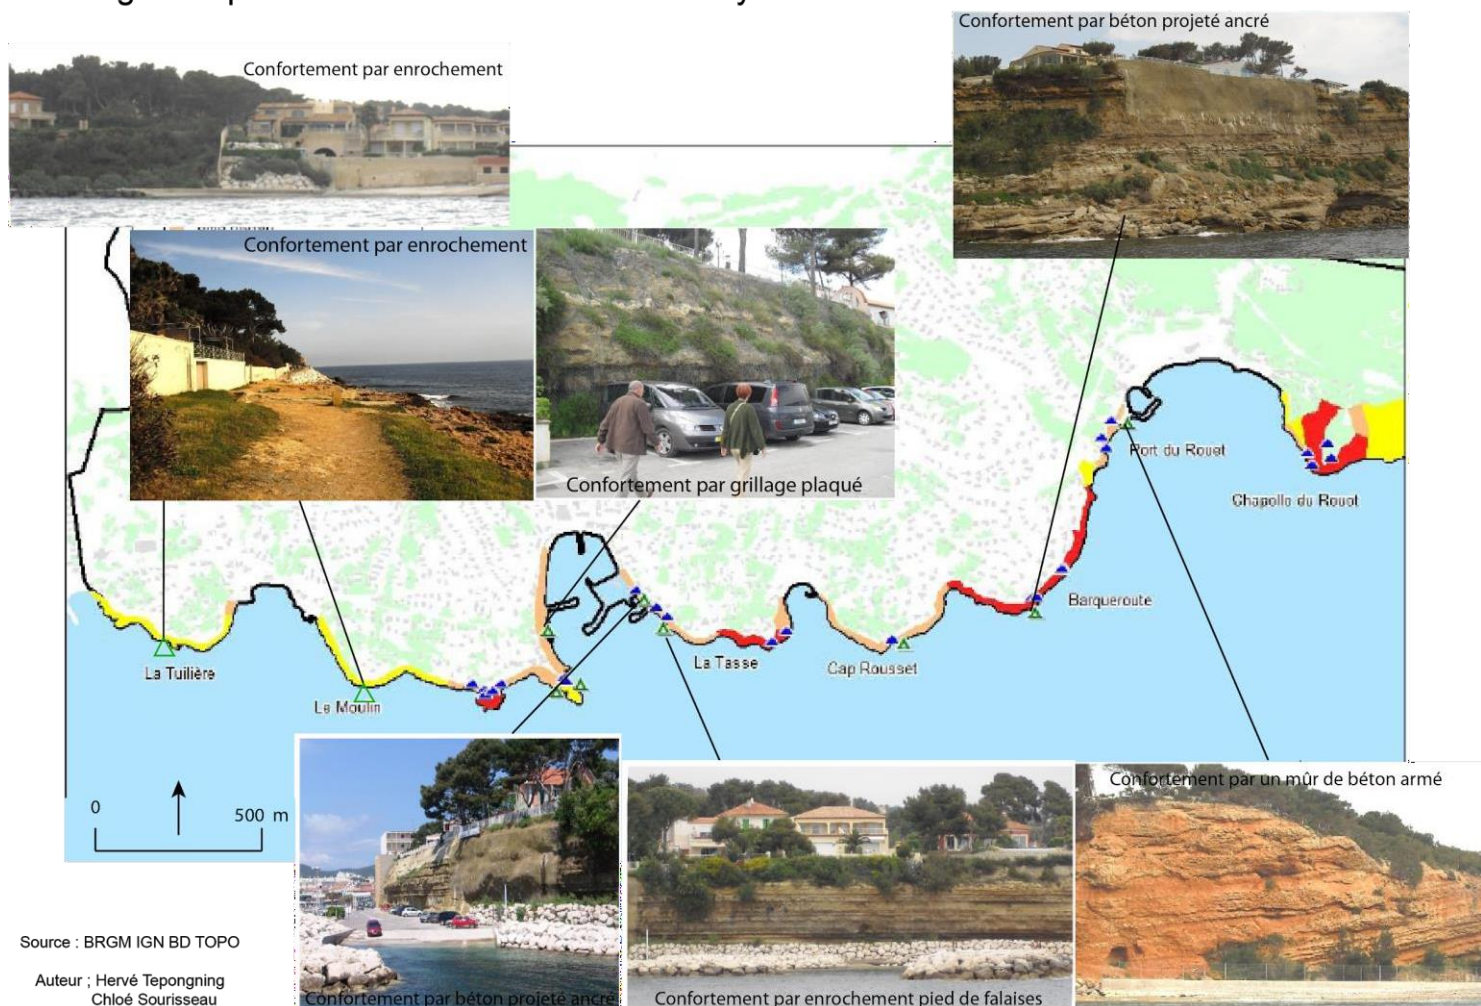 Confortement par béton projeté ancré
Confortement par enrochement
Confortement par enrochement
Confortement par grillage plaqué
Port du Rouet
Chapelle du Rouet
Barqueroute
La Tasse
Cap Rousset
La Tuilière
Le Moulin
0
500 m
Confortement par un mûr de béton armé
Source : BRGM IGN BD TOPO
Auteur ; Hervé Tepongning
Chloé Sourisseau
Confortement par béton projeté ancré
Confortement par enrochement pied de falaises